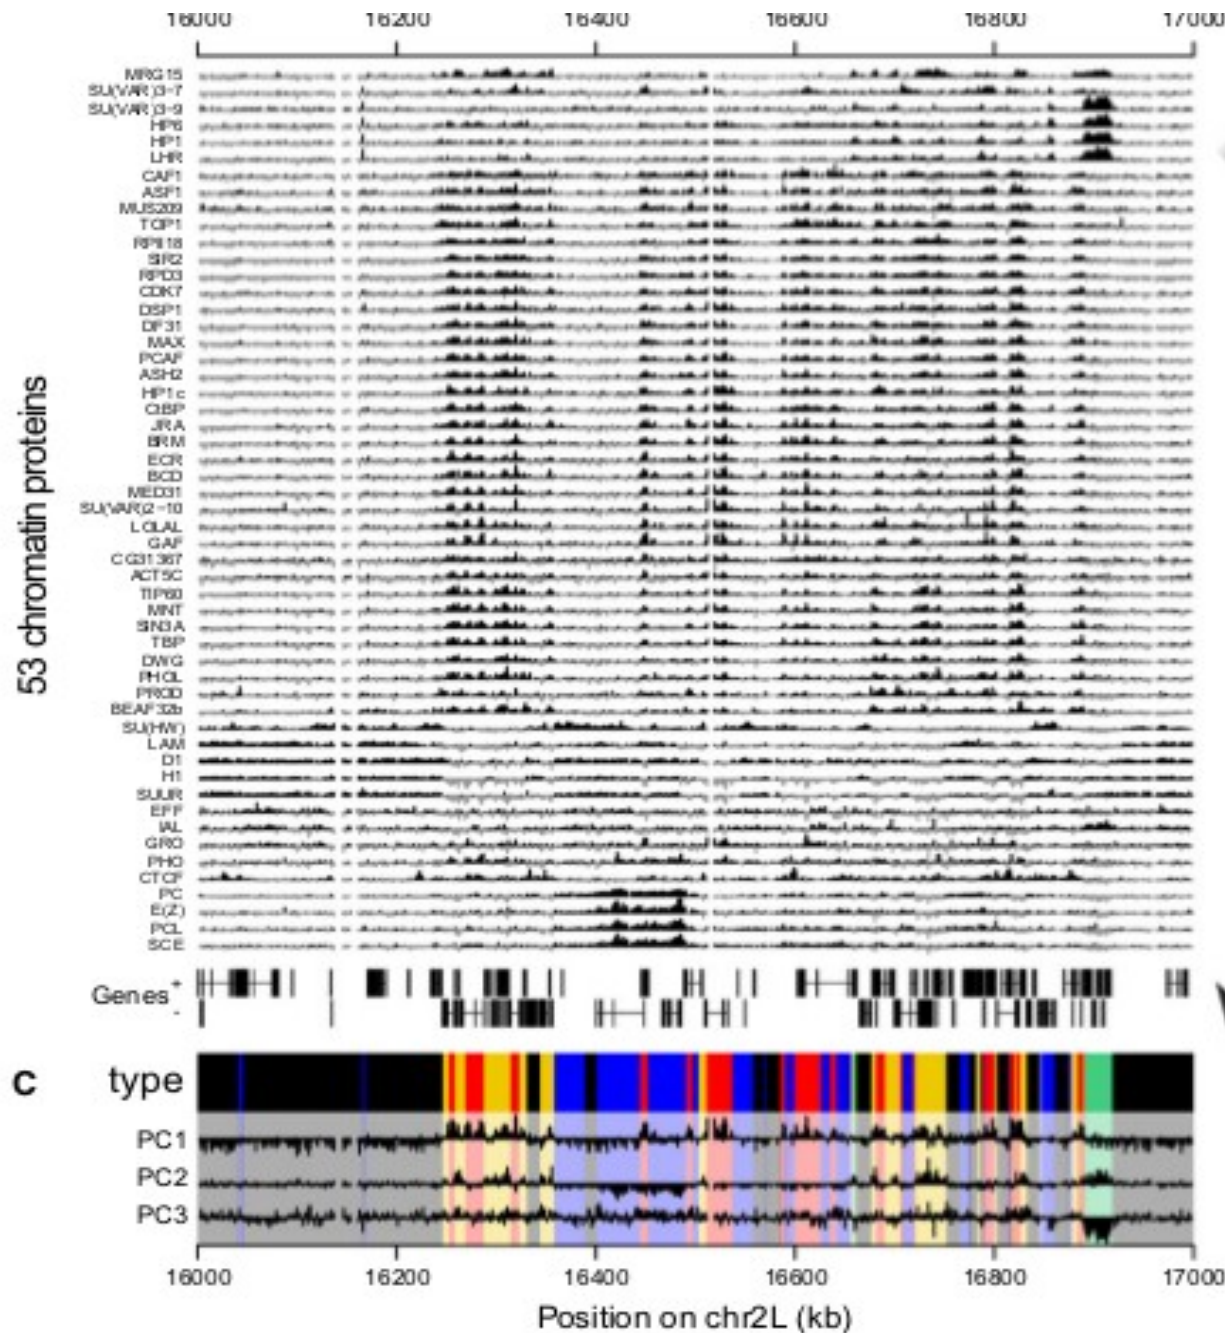 16000 16200 16400 16600 16800 17000
53 chromatin proteins
MRG15
SU(VAR)3-7
SU(VAR)3-9
HP6
HP1
LHR
CAF1
ASF1
MUS209
TOP1
RPII18
SIR2
RPD3
CDK7
DSP1
DF31
MAX
PCAF
ASH2
HP1c
CtBP
JRA
BRM
ECR
BCD
MED31
SU(VAR)2-10
LOLAL
GAF
CG31367
ACT5C
TIP60
MNT
SIN3A
TBP
DWG
PHOL
PROD
BEAF32b
SU(HW)
LAM
D1
H1
SUUR
EFF
IAL
GRO
PHO
CTCF
PC
E(Z)
PCL
SCE
Genes +
-
C type
PC1
PC2
PC3
16000 16200 16400 16600 16800 17000
Position on chr2L (kb)